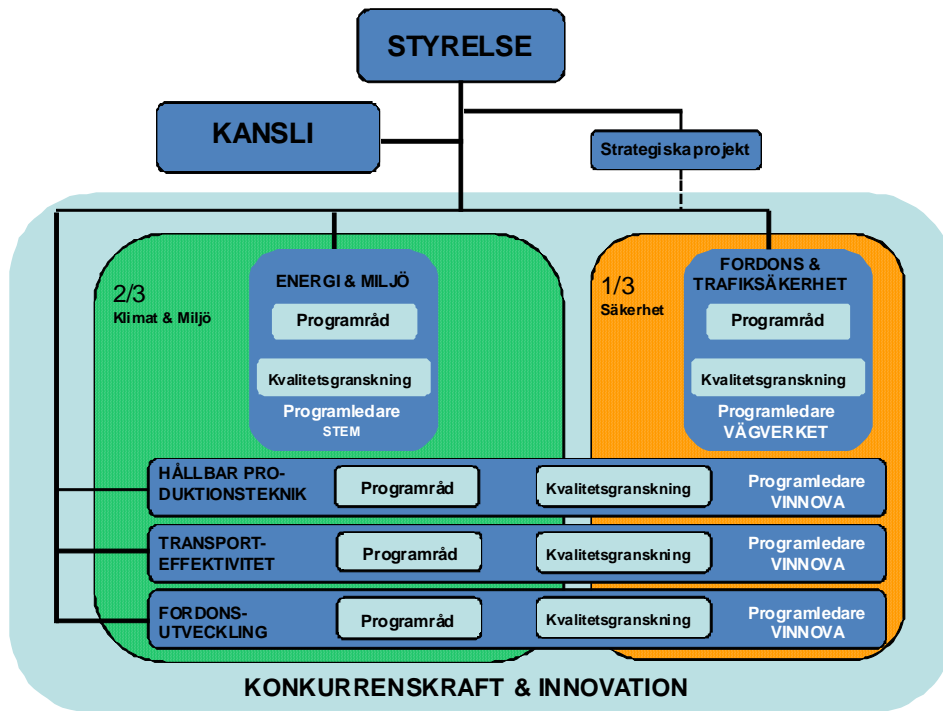 STYRELSE
KANSLI
Strategiska projekt
2/3
Klimat & Miljö
ENERGI & MILJÖ
Programråd
Kvalitetsgranskning
Programledare
STEM
1/3
Säkerhet
FORDONS &
TRAFIKSÄKERHET
Programråd
Kvalitetsgranskning
Programledare
VÄGVERKET
HÅLLBAR PRO-
DUKTIONSTEKNIK
Programråd
Kvalitetsgranskning
Programledare
VINNOVA
TRANSPORT-
EFFEKTIVITET
Programråd
Kvalitetsgranskning
Programledare
VINNOVA
FORDONS-
UTVECKLING
Programråd
Kvalitetsgranskning
Programledare
VINNOVA
KONKURRENSKRAFT & INNOVATION